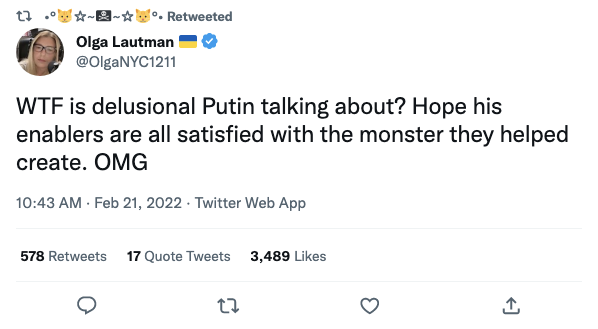 •°🐱☆~🏴‍☠️~☆🐱°• Retweeted
Olga Lautman 🇺🇦
@OlgaNYC1211
WTF is delusional Putin talking about? Hope his
enablers are all satisfied with the monster they helped
create. OMG
10:43 AM · Feb 21, 2022 · Twitter Web App
578 Retweets 17 Quote Tweets 3,489 Likes